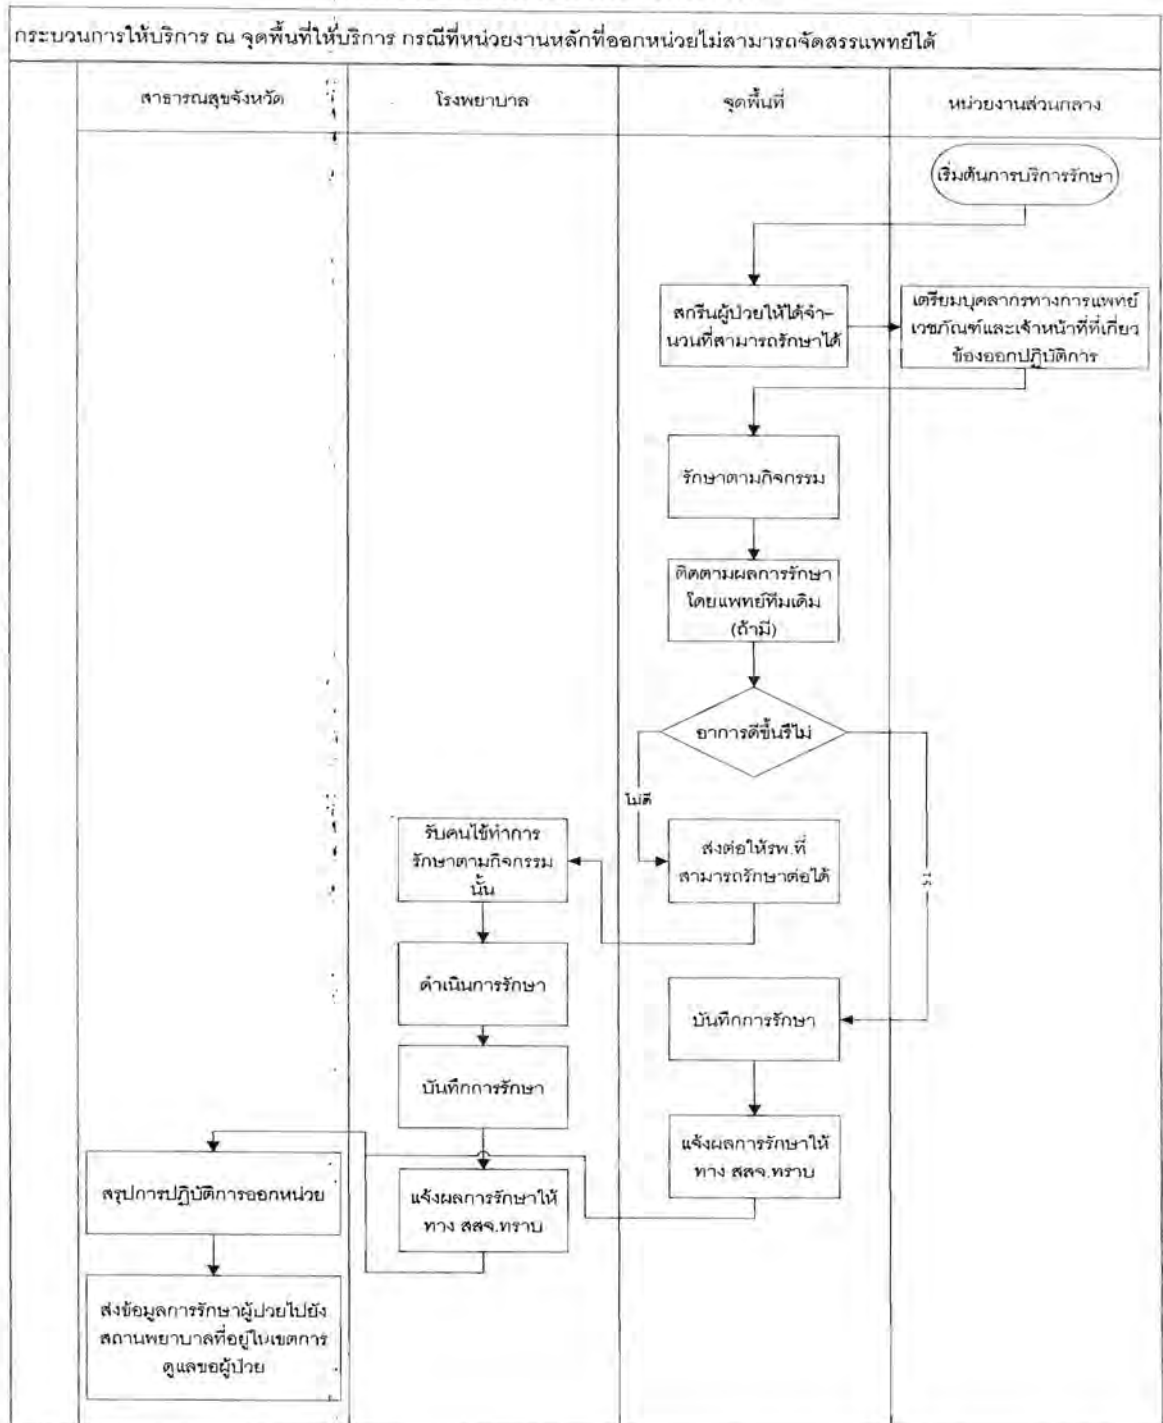 กระบวนการให้บริการ ณ จุดพื้นที่ให้บริการ กรณีที่หน่วยงานหลักที่ออกหน่วยไม่สามารถจัดสรรแพทย์ได้
สาธารณสุขจังหวัด
โรงพยาบาล
จุดพื้นที่
หน่วยงานส่วนกลาง
เริ่มต้นการบริการรักษา
สกรีนผู้ป่วยให้ได้จำ-
นวนที่สามารถรักษาได้
เตรียมบุคลากรทางการแพทย์
เวชภัณฑ์และเจ้าหน้าที่ที่เกี่ยว
ข้องออกปฏิบัติการ
รักษาตามกิจกรรม
ติดตามผลการรักษา
โดยแพทย์ทีมเดิม
(ถ้ามี)
อาการดีขึ้นรึไม่
ไม่ดี
รับคนไข้ทำการ
รักษาตามกิจกรรม
นั้น
ส่งต่อให้รพ.ที่
สามารถรักษาต่อได้
ดำเนินการรักษา
บันทึกการรักษา
บันทึกการรักษา
แจ้งผลการรักษาให้
ทาง สสจ.ทราบ
สรุปการปฏิบัติการออกหน่วย
แจ้งผลการรักษาให้
ทาง สสจ.ทราบ
ส่งข้อมูลการรักษาผู้ป่วยไปยัง
สถานพยาบาลที่อยู่ในเขตการ
ดูแลขอผู้ป่วย